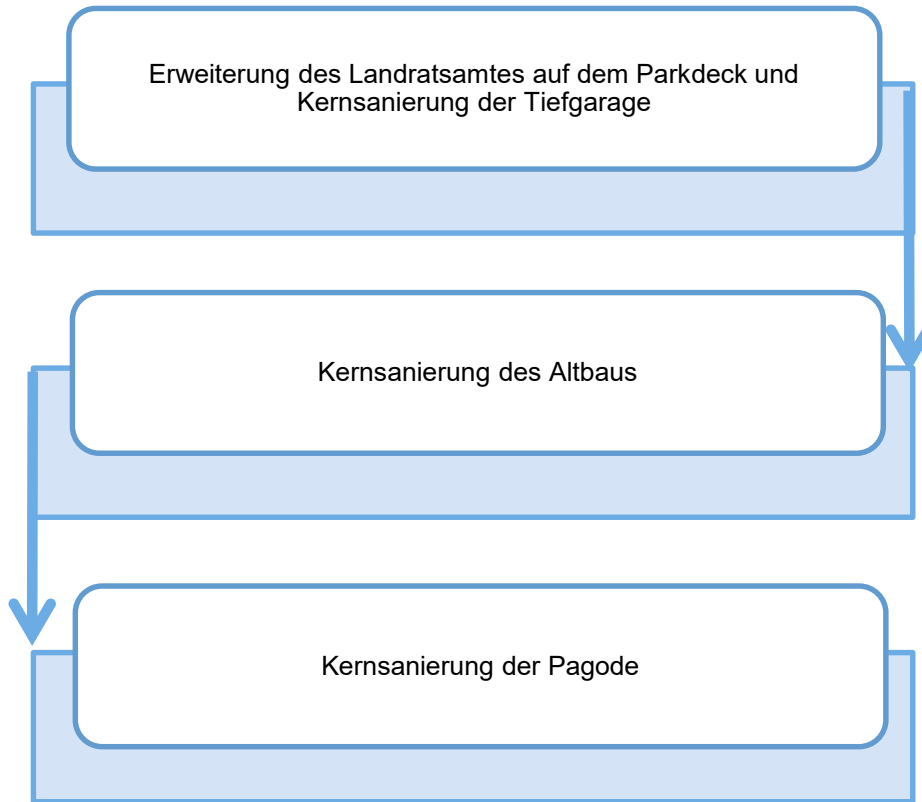 Erweiterung des Landratsamtes auf dem Parkdeck und
Kernsanierung der Tiefgarage
Kernsanierung des Altbaus
Kernsanierung der Pagode